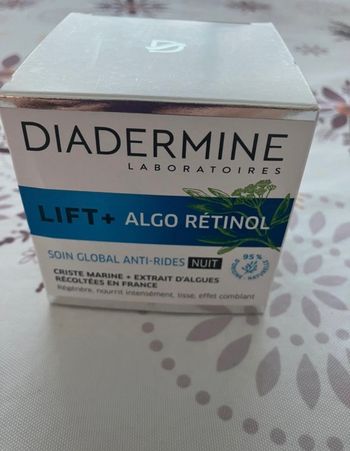 DIADERMINE
LABORATOIRES
LIFT+ ALGO RÉTINOL
SOIN GLOBAL ANTI-RIDES NUIT
95%
CRISTE MARINE + EXTRAIT D'ALGUES
RÉCOLTÉES EN FRANCE
Régénère, nourrit intensément, lisse, effet comblant